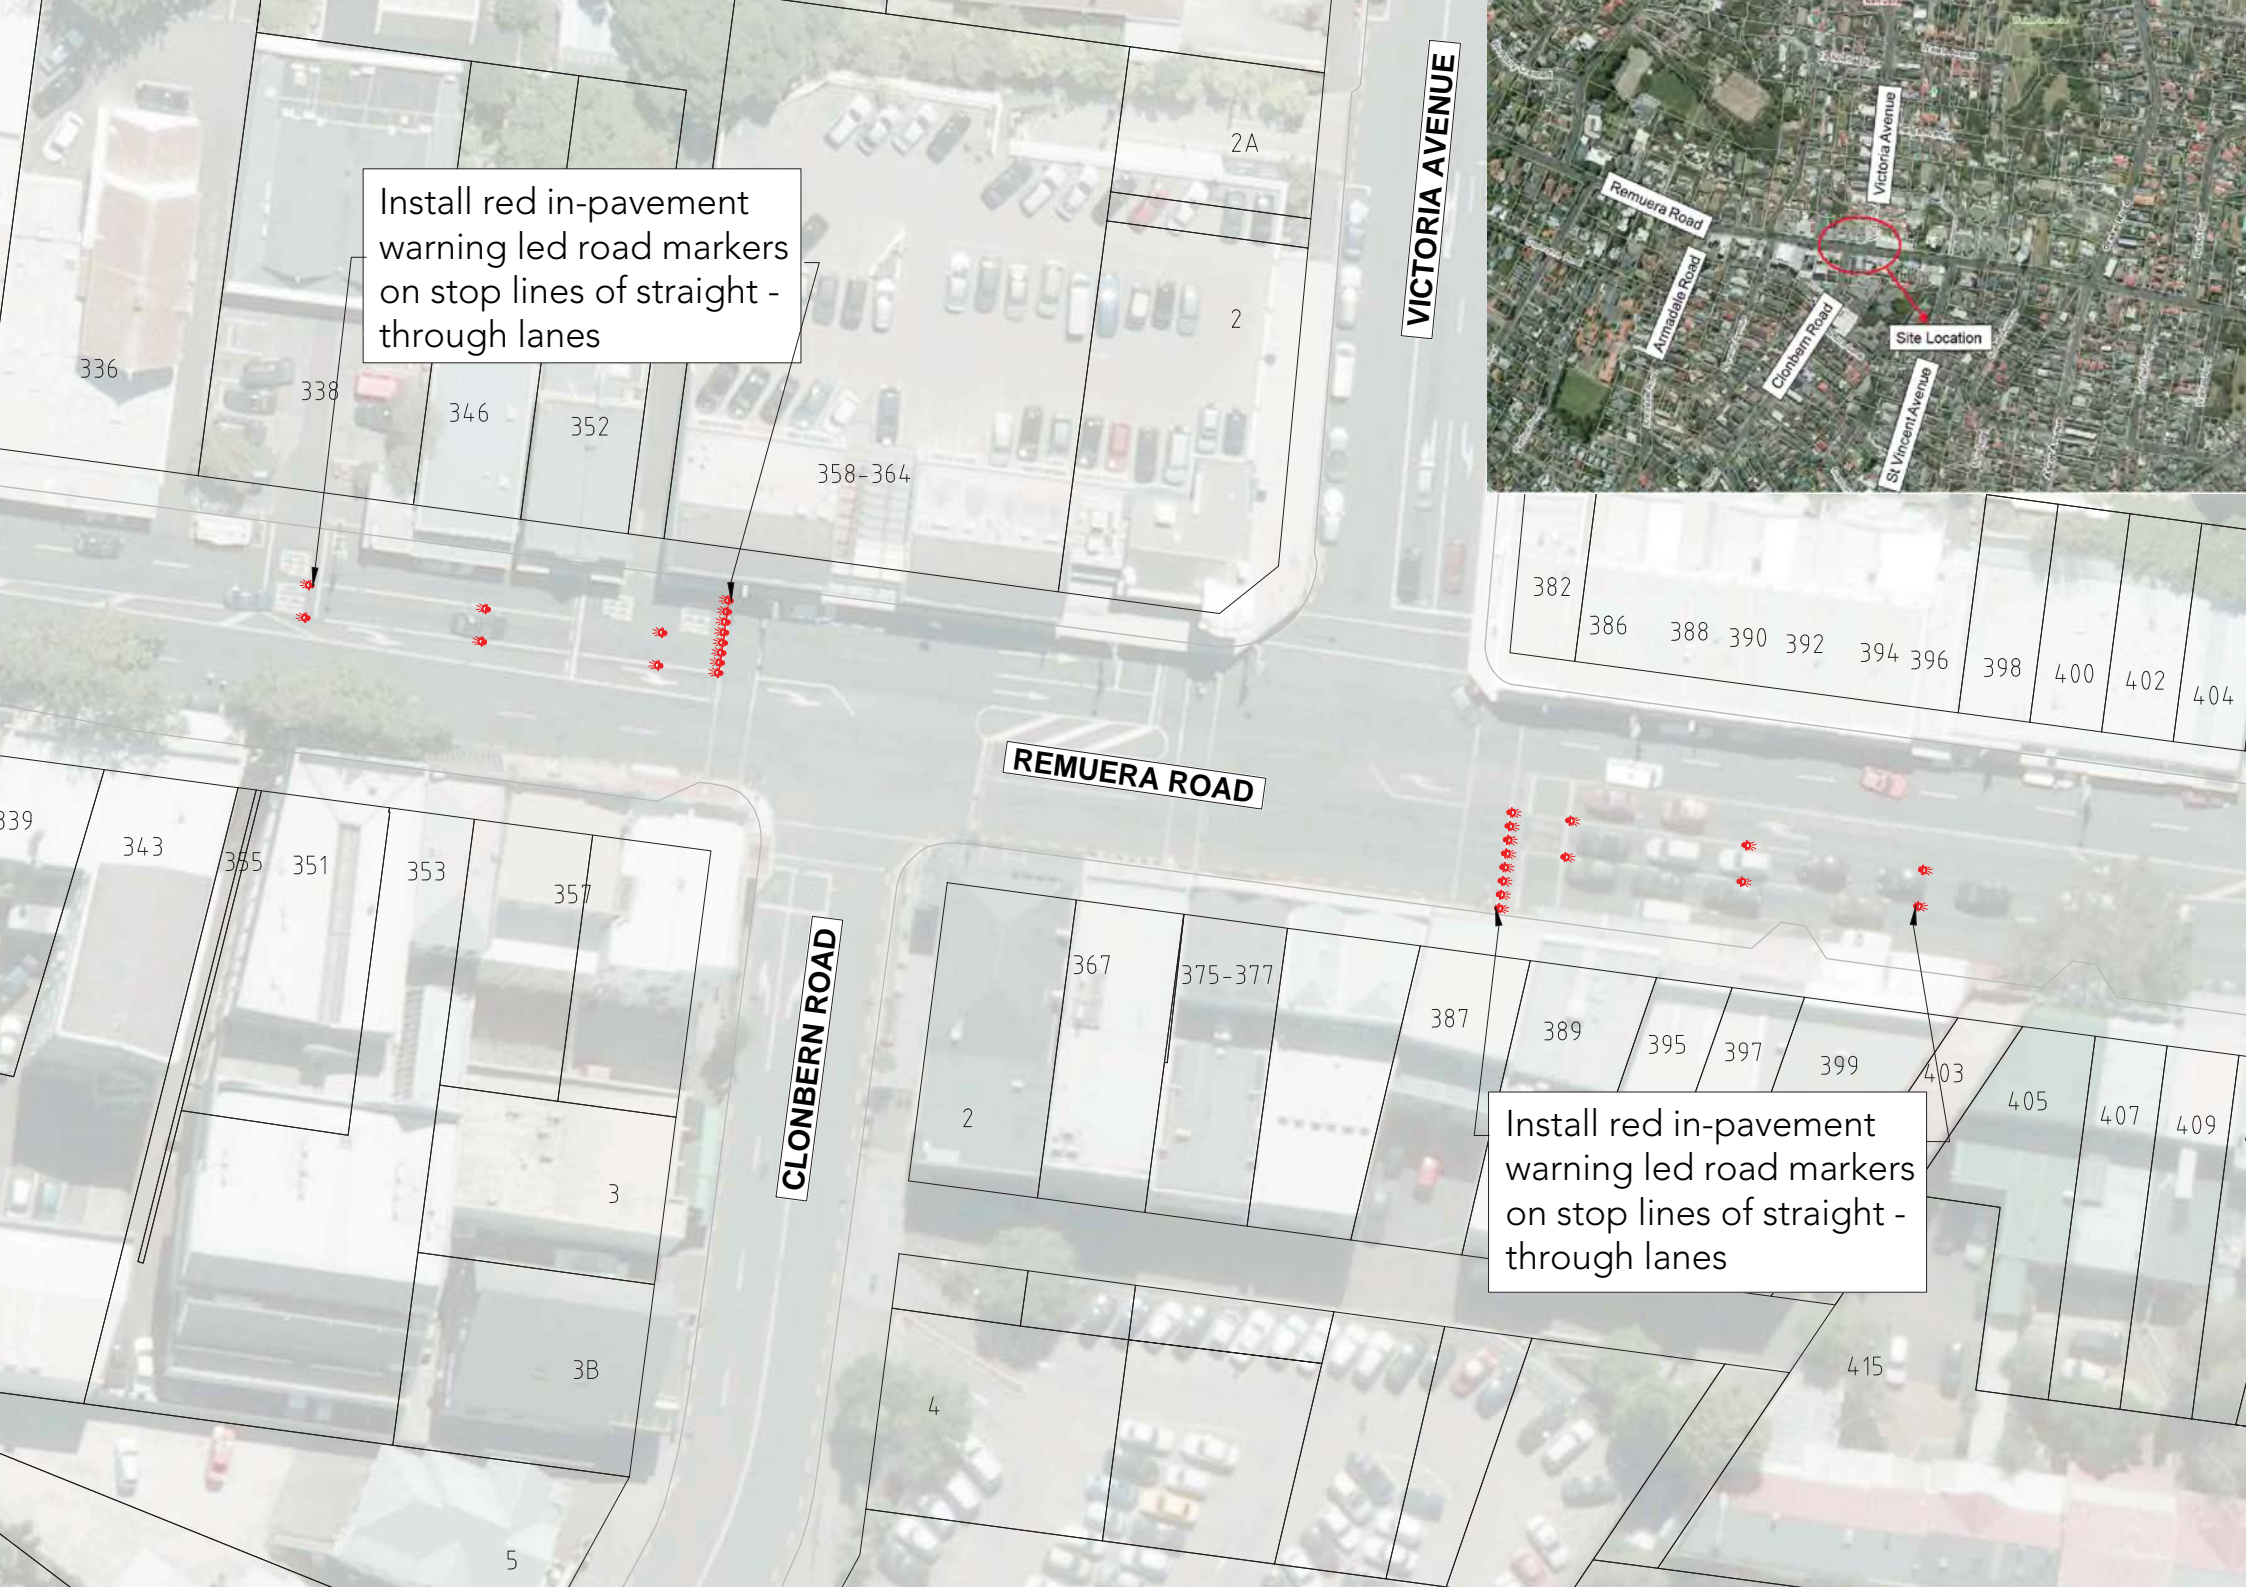 Install red in-pavement
warning led road markers
on stop lines of straight -
through lanes
VICTORIA AVENUE
2A
2
336
338
346
352
358-364
Remuera Road
Victoria Avenue
Armadale Road
Clonbern Road
Site Location
St Vincent Avenue
382
386
388
390
392
394
396
398
400
402
404
REMUERA ROAD
339
343
355
351
353
357
CLONBERN ROAD
367
375-377
387
389
395
397
399
403
405
407
409
2
3
3B
4
5
415
Install red in-pavement
warning led road markers
on stop lines of straight -
through lanes